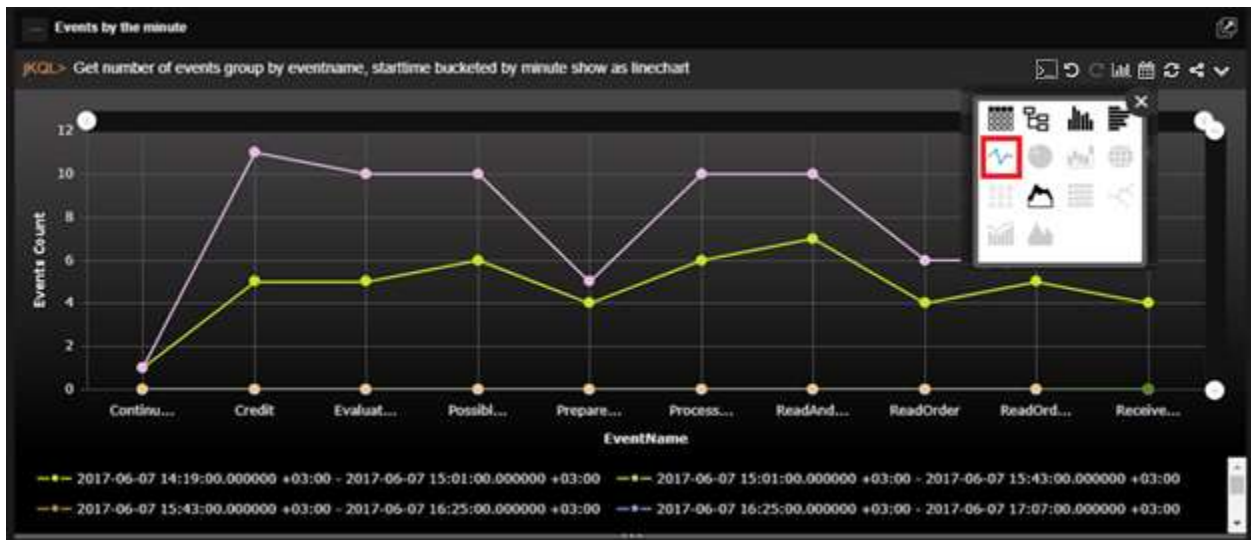 Events by the minute
jKQL> Get number of events group by eventname, starttime bucketed by minute show as linechart
12
10
8
6
4
2
0
Events Count
Continu... Credit Evaluat... Possibl... Prepare... Process... ReadAnd... ReadOrder ReadOrd... Receive...
EventName
2017-06-07 14:19:00.000000 +03:00 - 2017-06-07 15:01:00.000000 +03:00 2017-06-07 15:01:00.000000 +03:00 - 2017-06-07 15:43:00.000000 +03:00
2017-06-07 15:43:00.000000 +03:00 - 2017-06-07 16:25:00.000000 +03:00 2017-06-07 16:25:00.000000 +03:00 - 2017-06-07 17:07:00.000000 +03:00